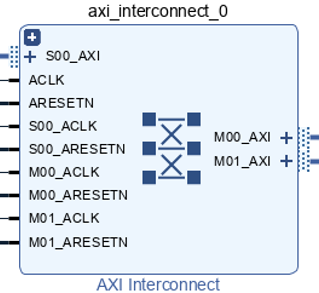 axi_interconnect_0
S00_AXI
ACLK
ARESETN
S00_ACLK
S00_ARESETN
M00_ACLK
M00_ARESETN
M01_ACLK
M01_ARESETN
M00_AXI
M01_AXI
AXI Interconnect